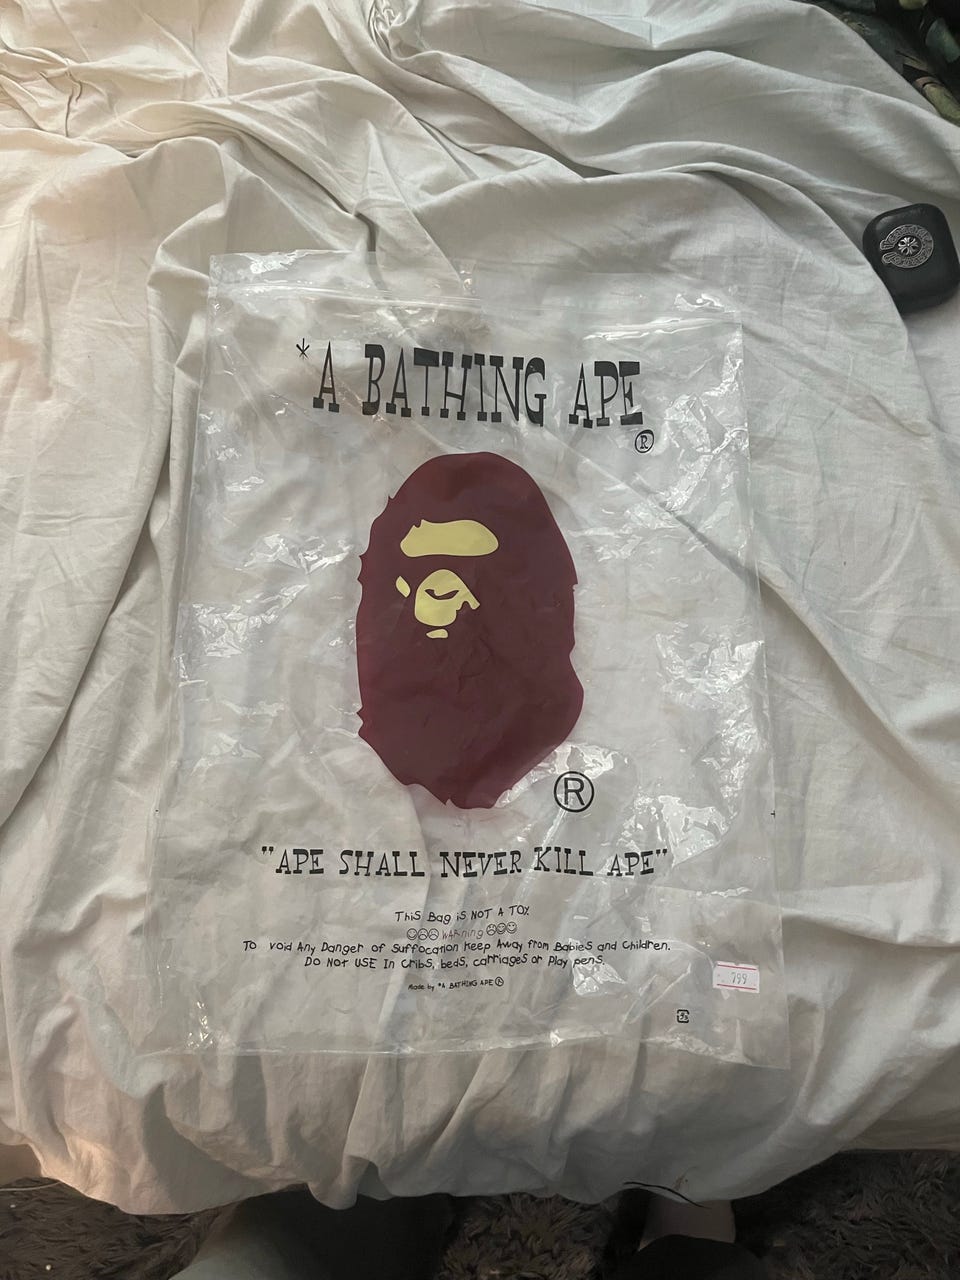 *A BATHING APE
®
®
"APE SHALL NEVER KILL APE"
THiS Bag iS NOT A TOY.
WARning
TO void Any Danger of Suffocation Keep Away from Babies and Children.
DO NOT USE In Cribs, beds, carriages or Play pens.
Made by *A BATHING APE®
799